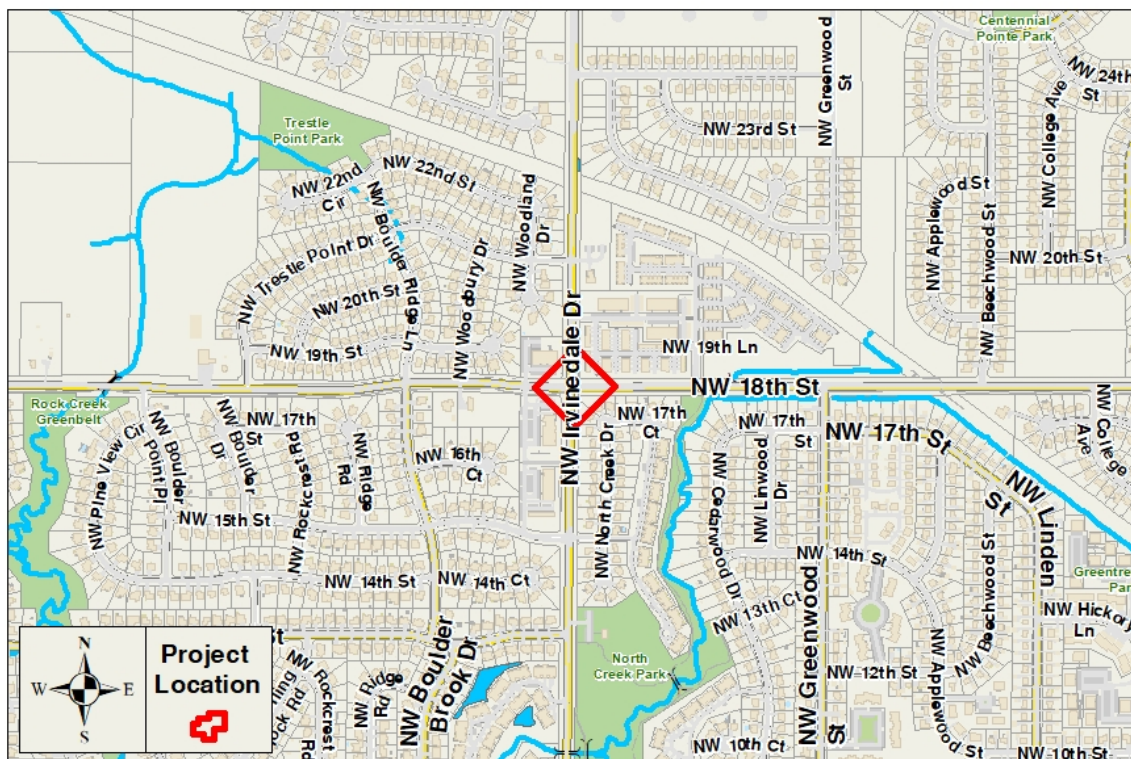 Centennial
Pointe Park
NW 24th
St
NW College Ave
NW Greenwood
St
NW 23rd St
Trestle
Point Park
NW 22nd
Cir
NW 22nd St
NW Boulder
Ridge Ln
NW Woodland
Dr
NW Applewood St
NW Beechwood St
NW 20th St
NW Trestle Point Dr
NW 20th St
NW Woodbury Dr
NW 19th St
NW Irvinedale Dr
NW 19th Ln
NW 18th St
Rock Creek
Greenbelt
NW Pine View Cir
NW Boulder
Point Pl
NW Boulder
Dr
NW 17th
St
NW Rockcrest
NW Ridge
Rd
NW 16th
Ct
NW 17th
Ct
NW North Creek Dr
NW Cedarwood Dr
NW Linwood
Dr
NW 17th
St
NW 17th St
NW College
Ave
NW Linden
St
NW 15th St
NW 14th St
NW 14th Ct
NW 14th St
NW 13th Ct
NW Greenwood
St
NW Beechwood St
NW Hickory
Ln
NW 12th St
NW Applewood St
NW 10th St
North
Creek Park
NW 10th Ct
NW Boulder
Brook Dr
NW Ridge
Rd
NW Rockcrest
Rd
St
N
W
E
S
Project
Location